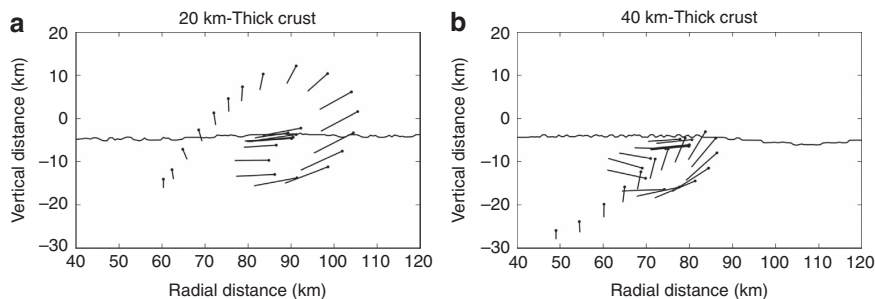 a
20 km-Thick crust
20
10
0
–10
–20
–30
Vertical distance (km)
40 50 60 70 80 90 100 110 120
Radial distance (km)
b
40 km-Thick crust
20
10
0
–10
–20
–30
Vertical distance (km)
40 50 60 70 80 90 100 110 120
Radial distance (km)